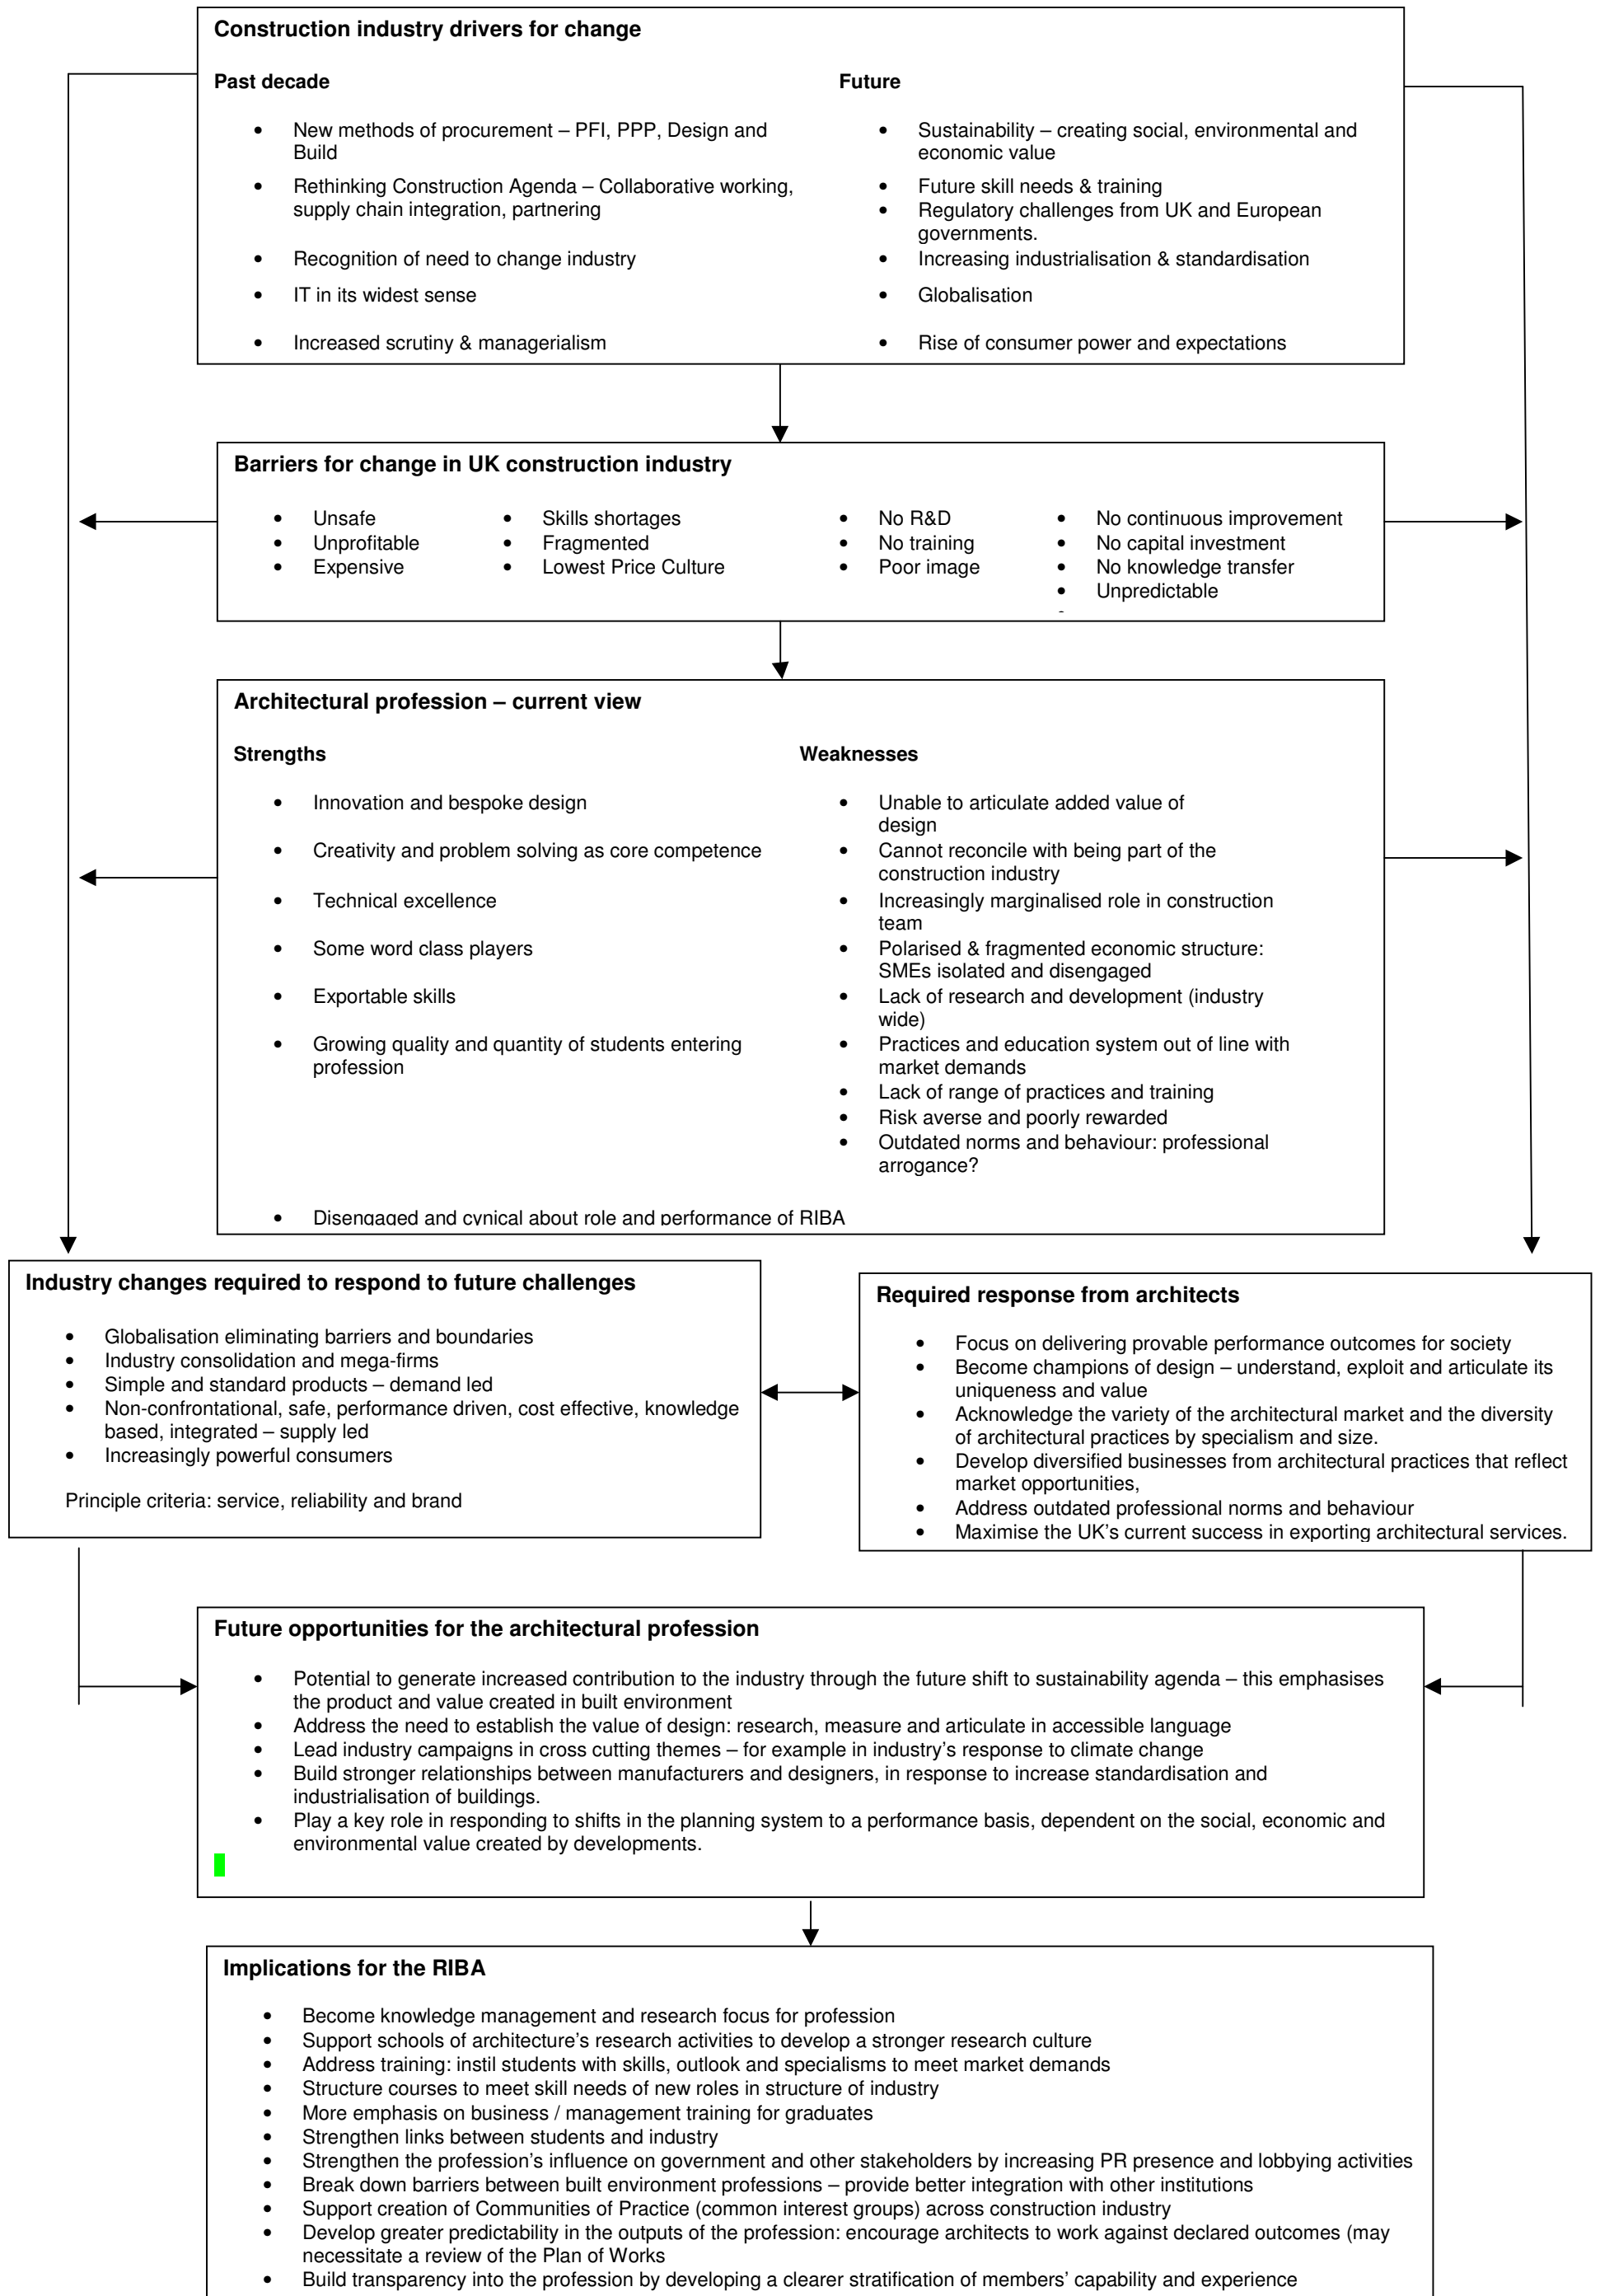 Construction industry drivers for change
Past decade
Future
• New methods of procurement – PFI, PPP, Design and
Build
• Rethinking Construction Agenda – Collaborative working,
supply chain integration, partnering
• Recognition of need to change industry
• IT in its widest sense
• Increased scrutiny & managerialism
• Sustainability – creating social, environmental and
economic value
• Future skill needs & training
• Regulatory challenges from UK and European
governments.
• Increasing industrialisation & standardisation
• Globalisation
• Rise of consumer power and expectations
Barriers for change in UK construction industry
• Unsafe
• Unprofitable
• Expensive
• Skills shortages
• Fragmented
• Lowest Price Culture
• No R&D
• No training
• Poor image
• No continuous improvement
• No capital investment
• No knowledge transfer
• Unpredictable
Architectural profession – current view
Strengths
• Innovation and bespoke design
• Creativity and problem solving as core competence
• Technical excellence
• Some word class players
• Exportable skills
• Growing quality and quantity of students entering
profession
Weaknesses
• Unable to articulate added value of
design
• Cannot reconcile with being part of the
construction industry
• Increasingly marginalised role in construction
team
• Polarised & fragmented economic structure:
SMEs isolated and disengaged
• Lack of research and development (industry
wide)
• Practices and education system out of line with
market demands
• Lack of range of practices and training
• Risk averse and poorly rewarded
• Outdated norms and behaviour: professional
arrogance?
• Disengaged and cynical about role and performance of RIBA
Industry changes required to respond to future challenges
• Globalisation eliminating barriers and boundaries
• Industry consolidation and mega-firms
• Simple and standard products – demand led
• Non-confrontational, safe, performance driven, cost effective, knowledge
based, integrated – supply led
• Increasingly powerful consumers
Principle criteria: service, reliability and brand
Required response from architects
• Focus on delivering provable performance outcomes for society
• Become champions of design – understand, exploit and articulate its
uniqueness and value
• Acknowledge the variety of the architectural market and the diversity
of architectural practices by specialism and size.
• Develop diversified businesses from architectural practices that reflect
market opportunities,
• Address outdated professional norms and behaviour
• Maximise the UK's current success in exporting architectural services.
Future opportunities for the architectural profession
• Potential to generate increased contribution to the industry through the future shift to sustainability agenda – this emphasises
the product and value created in built environment
• Address the need to establish the value of design: research, measure and articulate in accessible language
• Lead industry campaigns in cross cutting themes – for example in industry's response to climate change
• Build stronger relationships between manufacturers and designers, in response to increase standardisation and
industrialisation of buildings.
• Play a key role in responding to shifts in the planning system to a performance basis, dependent on the social, economic and
environmental value created by developments.
Implications for the RIBA
• Become knowledge management and research focus for profession
• Support schools of architecture's research activities to develop a stronger research culture
• Address training: instil students with skills, outlook and specialisms to meet market demands
• Structure courses to meet skill needs of new roles in structure of industry
• More emphasis on business / management training for graduates
• Strengthen links between students and industry
• Strengthen the profession's influence on government and other stakeholders by increasing PR presence and lobbying activities
• Break down barriers between built environment professions – provide better integration with other institutions
• Support creation of Communities of Practice (common interest groups) across construction industry
• Develop greater predictability in the outputs of the profession: encourage architects to work against declared outcomes (may
necessitate a review of the Plan of Works
• Build transparency into the profession by developing a clearer stratification of members' capability and experience